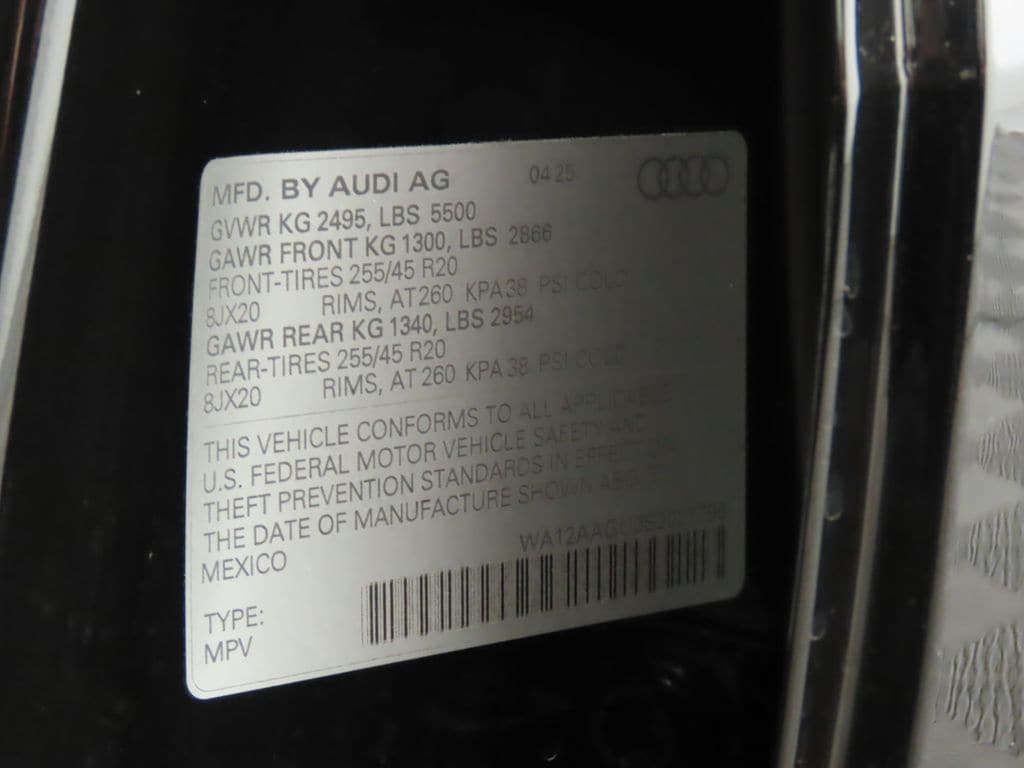 MFD. BY AUDI AG 04 25
GVWR KG 2495, LBS 5500
GAWR FRONT KG 1300, LBS 2866
FRONT-TIRES 255/45 R20
8JX20 RIMS, AT 260 KPA 38 PSI COLD
GAWR REAR KG 1340, LBS 2954
REAR-TIRES 255/45 R20
8JX20 RIMS, AT 260 KPA 38 PSI COLD
THIS VEHICLE CONFORMS TO ALL APPLICABLE
U.S. FEDERAL MOTOR VEHICLE SAFETY AND
THEFT PREVENTION STANDARDS IN EFFECT ON
THE DATE OF MANUFACTURE SHOWN ABOVE
MEXICO
TYPE:
MPV